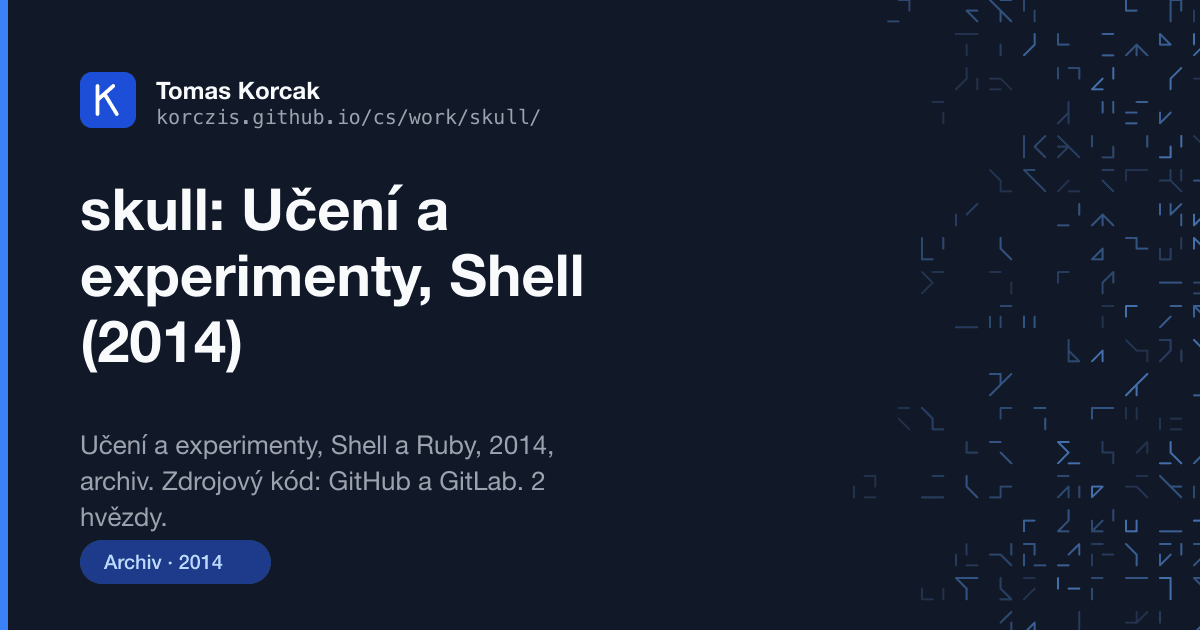 K
Tomas Korcak
korczis.github.io/cs/work/skull/
skull: Učení a
experimenty, Shell
(2014)
Učení a experimenty, Shell a Ruby, 2014,
archiv. Zdrojový kód: GitHub a GitLab. 2
hvězdy.
Archiv · 2014